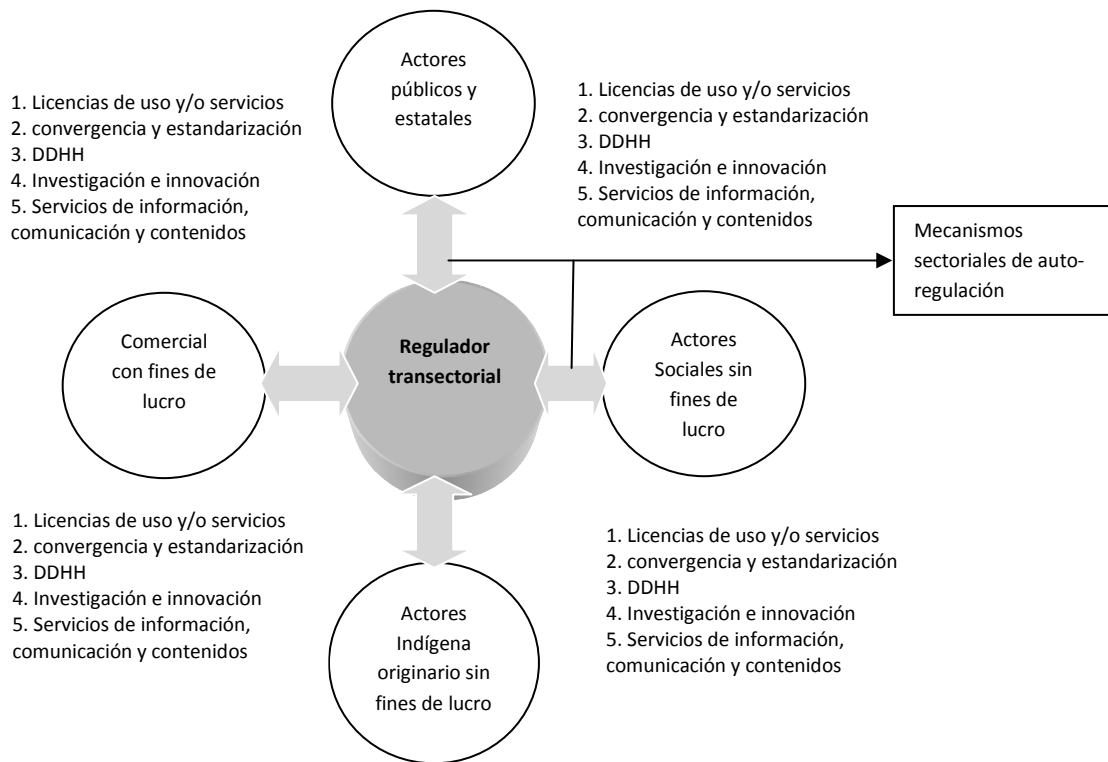 Actores
públicos y
estatales
1. Licencias de uso y/o servicios
2. convergencia y estandarización
3. DDHH
4. Investigación e innovación
5. Servicios de información,
comunicación y contenidos
1. Licencias de uso y/o servicios
2. convergencia y estandarización
3. DDHH
4. Investigación e innovación
5. Servicios de información,
comunicación y contenidos
Mecanismos
sectoriales de auto-
regulación
Comercial
con fines de
lucro
Regulador
transectorial
Actores
Sociales sin
fines de
lucro
1. Licencias de uso y/o servicios
2. convergencia y estandarización
3. DDHH
4. Investigación e innovación
5. Servicios de información,
comunicación y contenidos
Actores
Indígena
originario sin
fines de lucro
1. Licencias de uso y/o servicios
2. convergencia y estandarización
3. DDHH
4. Investigación e innovación
5. Servicios de información,
comunicación y contenidos